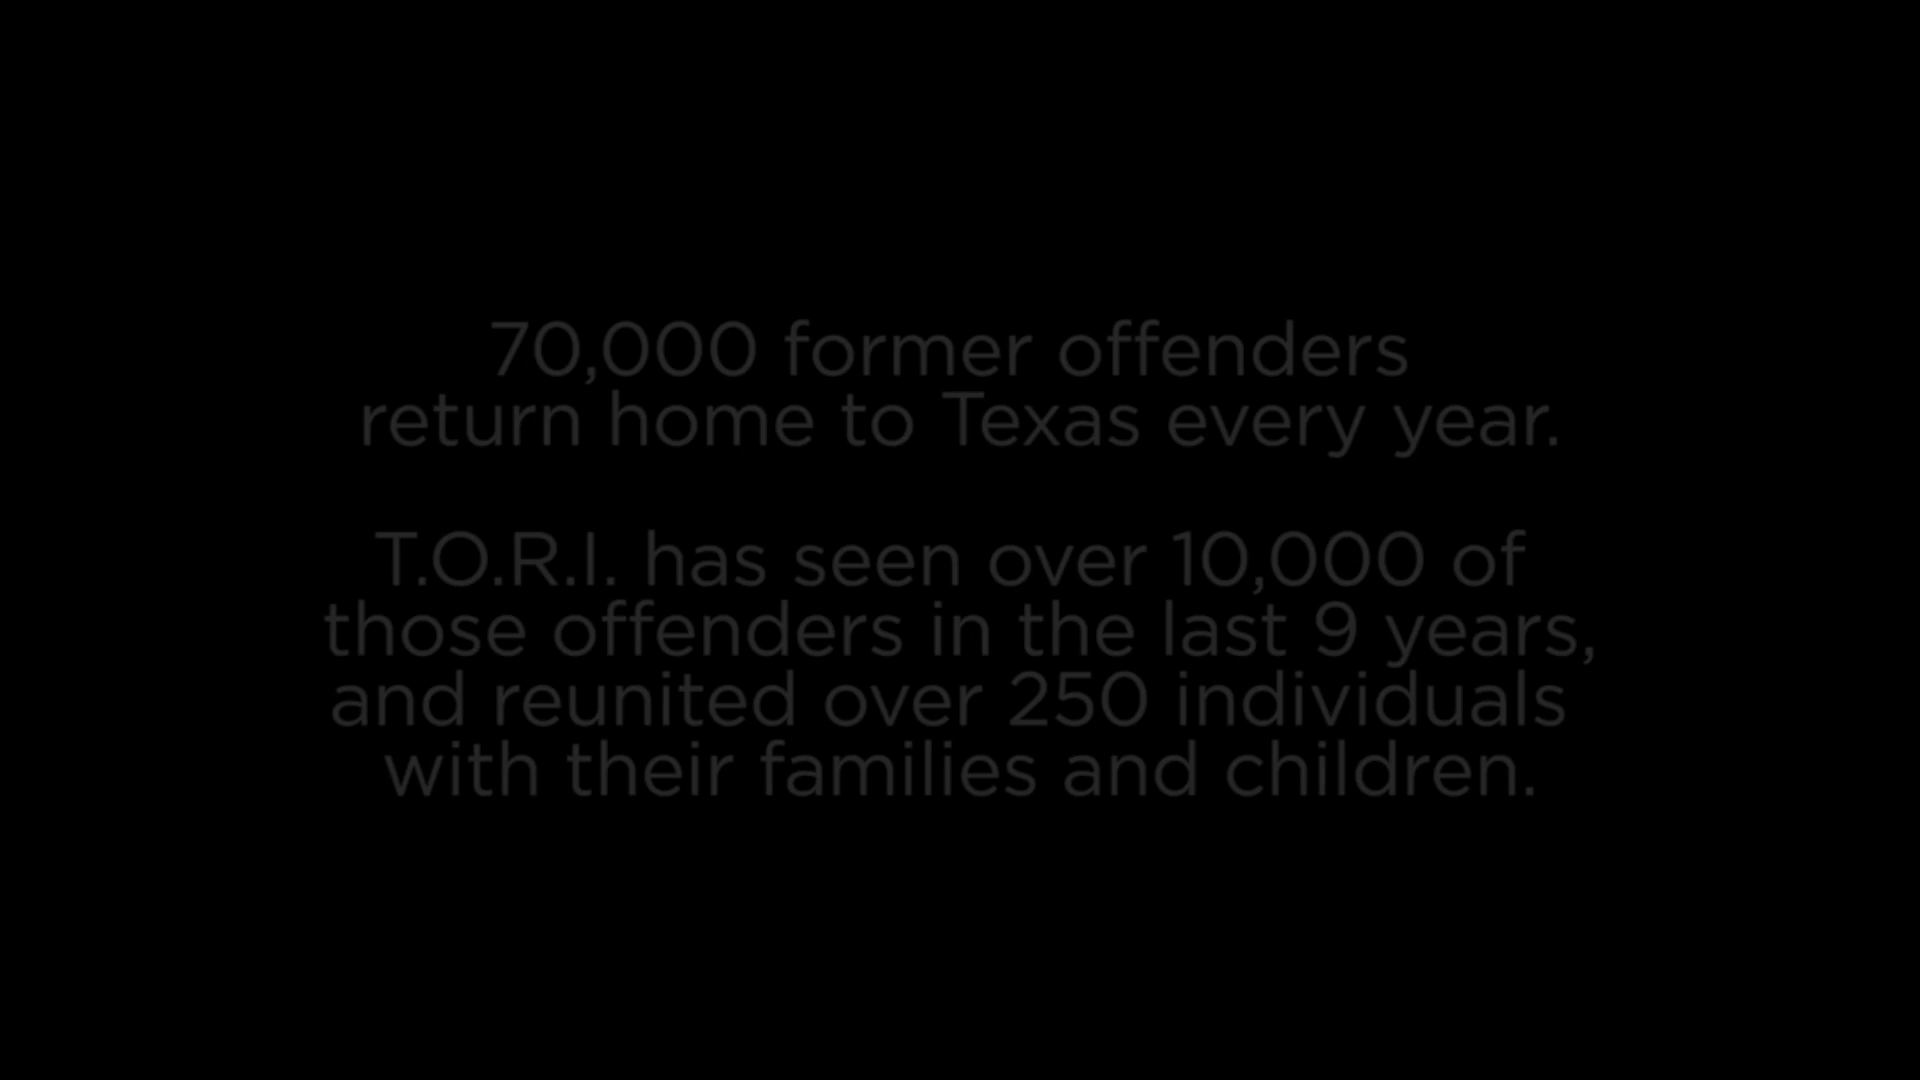 70,000 former offenders
return home to Texas every year.
T.O.R.I. has seen over 10,000 of
those offenders in the last 9 years,
and reunited over 250 individuals
with their families and children.